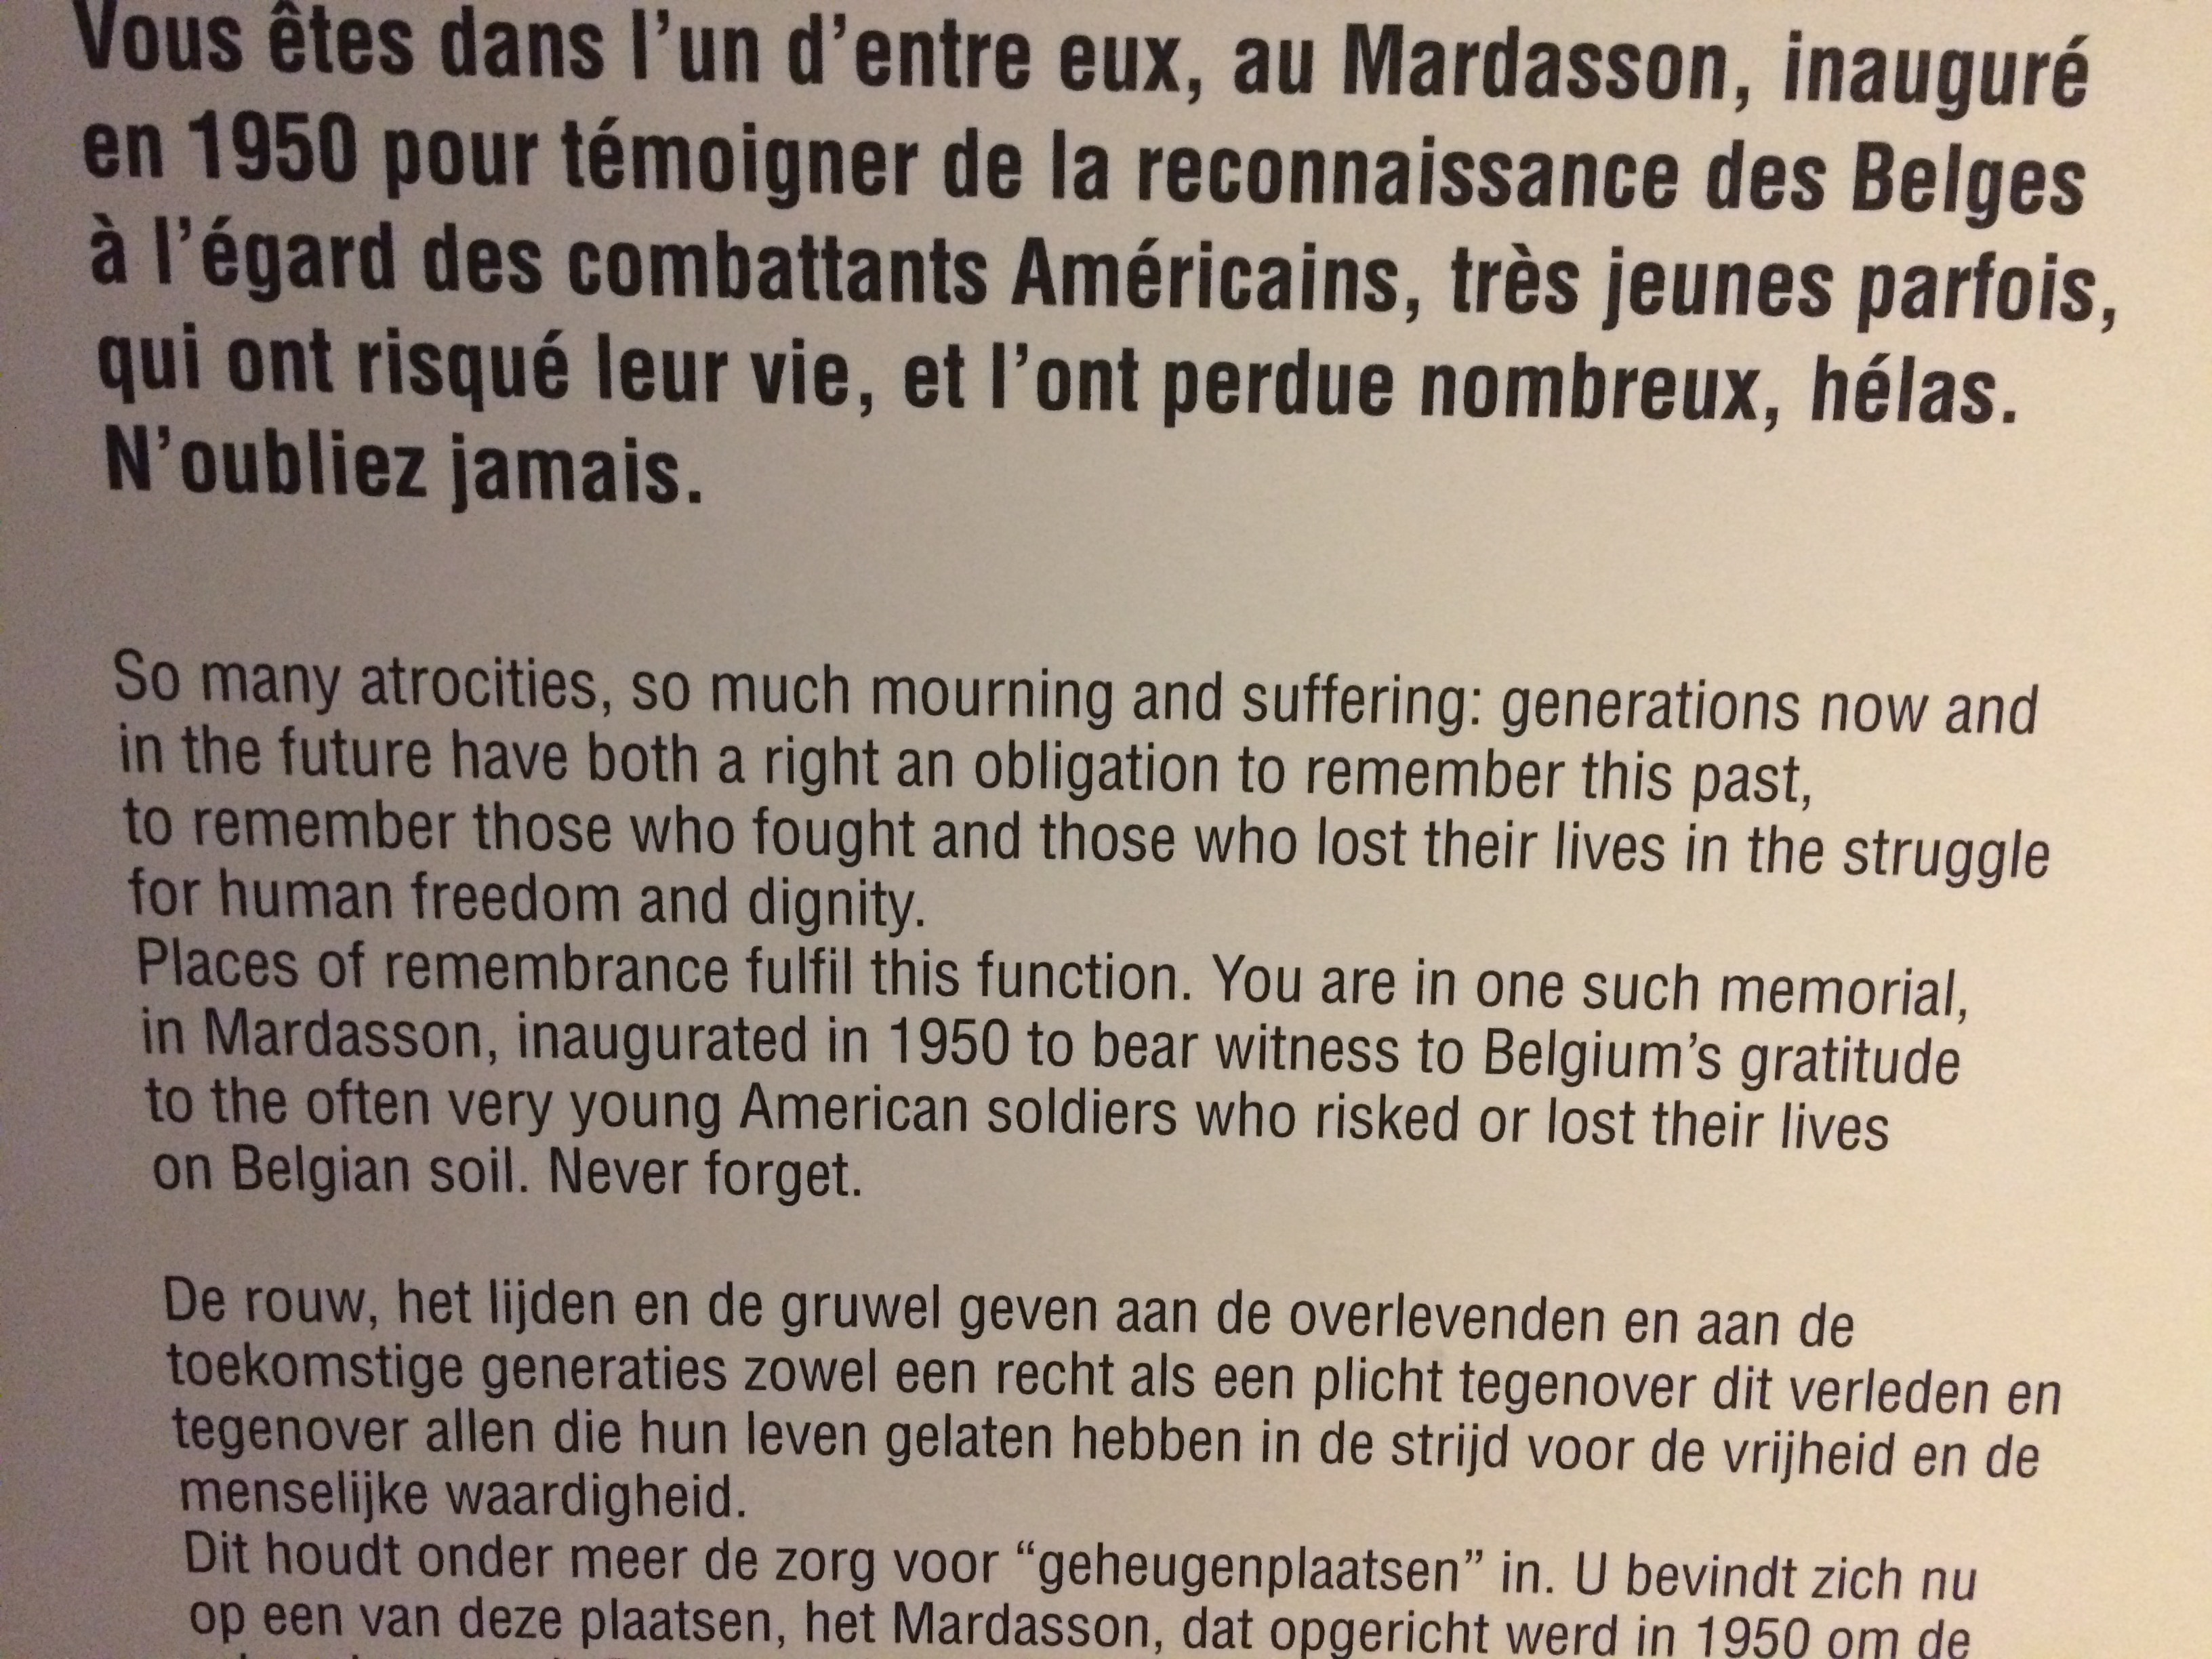 Vous êtes dans l’un d’entre eux, au Mardasson, inauguré
en 1950 pour témoigner de la reconnaissance des Belges
à l’égard des combattants Américains, très jeunes parfois,
qui ont risqué leur vie, et l’ont perdue nombreux, hélas.
N’oubliez jamais.
So many atrocities, so much mourning and suffering: generations now and
in the future have both a right an obligation to remember this past,
to remember those who fought and those who lost their lives in the struggle
for human freedom and dignity.
Places of remembrance fulfil this function. You are in one such memorial,
in Mardasson, inaugurated in 1950 to bear witness to Belgium’s gratitude
to the often very young American soldiers who risked or lost their lives
on Belgian soil. Never forget.
De rouw, het lijden en de gruwel geven aan de overlevenden en aan de
toekomstige generaties zowel een recht als een plicht tegenover dit verleden en
tegenover allen die hun leven gelaten hebben in de strijd voor de vrijheid en de
menselijke waardigheid.
Dit houdt onder meer de zorg voor “geheugenplaatsen” in. U bevindt zich nu
op een van deze plaatsen, het Mardasson, dat opgericht werd in 1950 om de